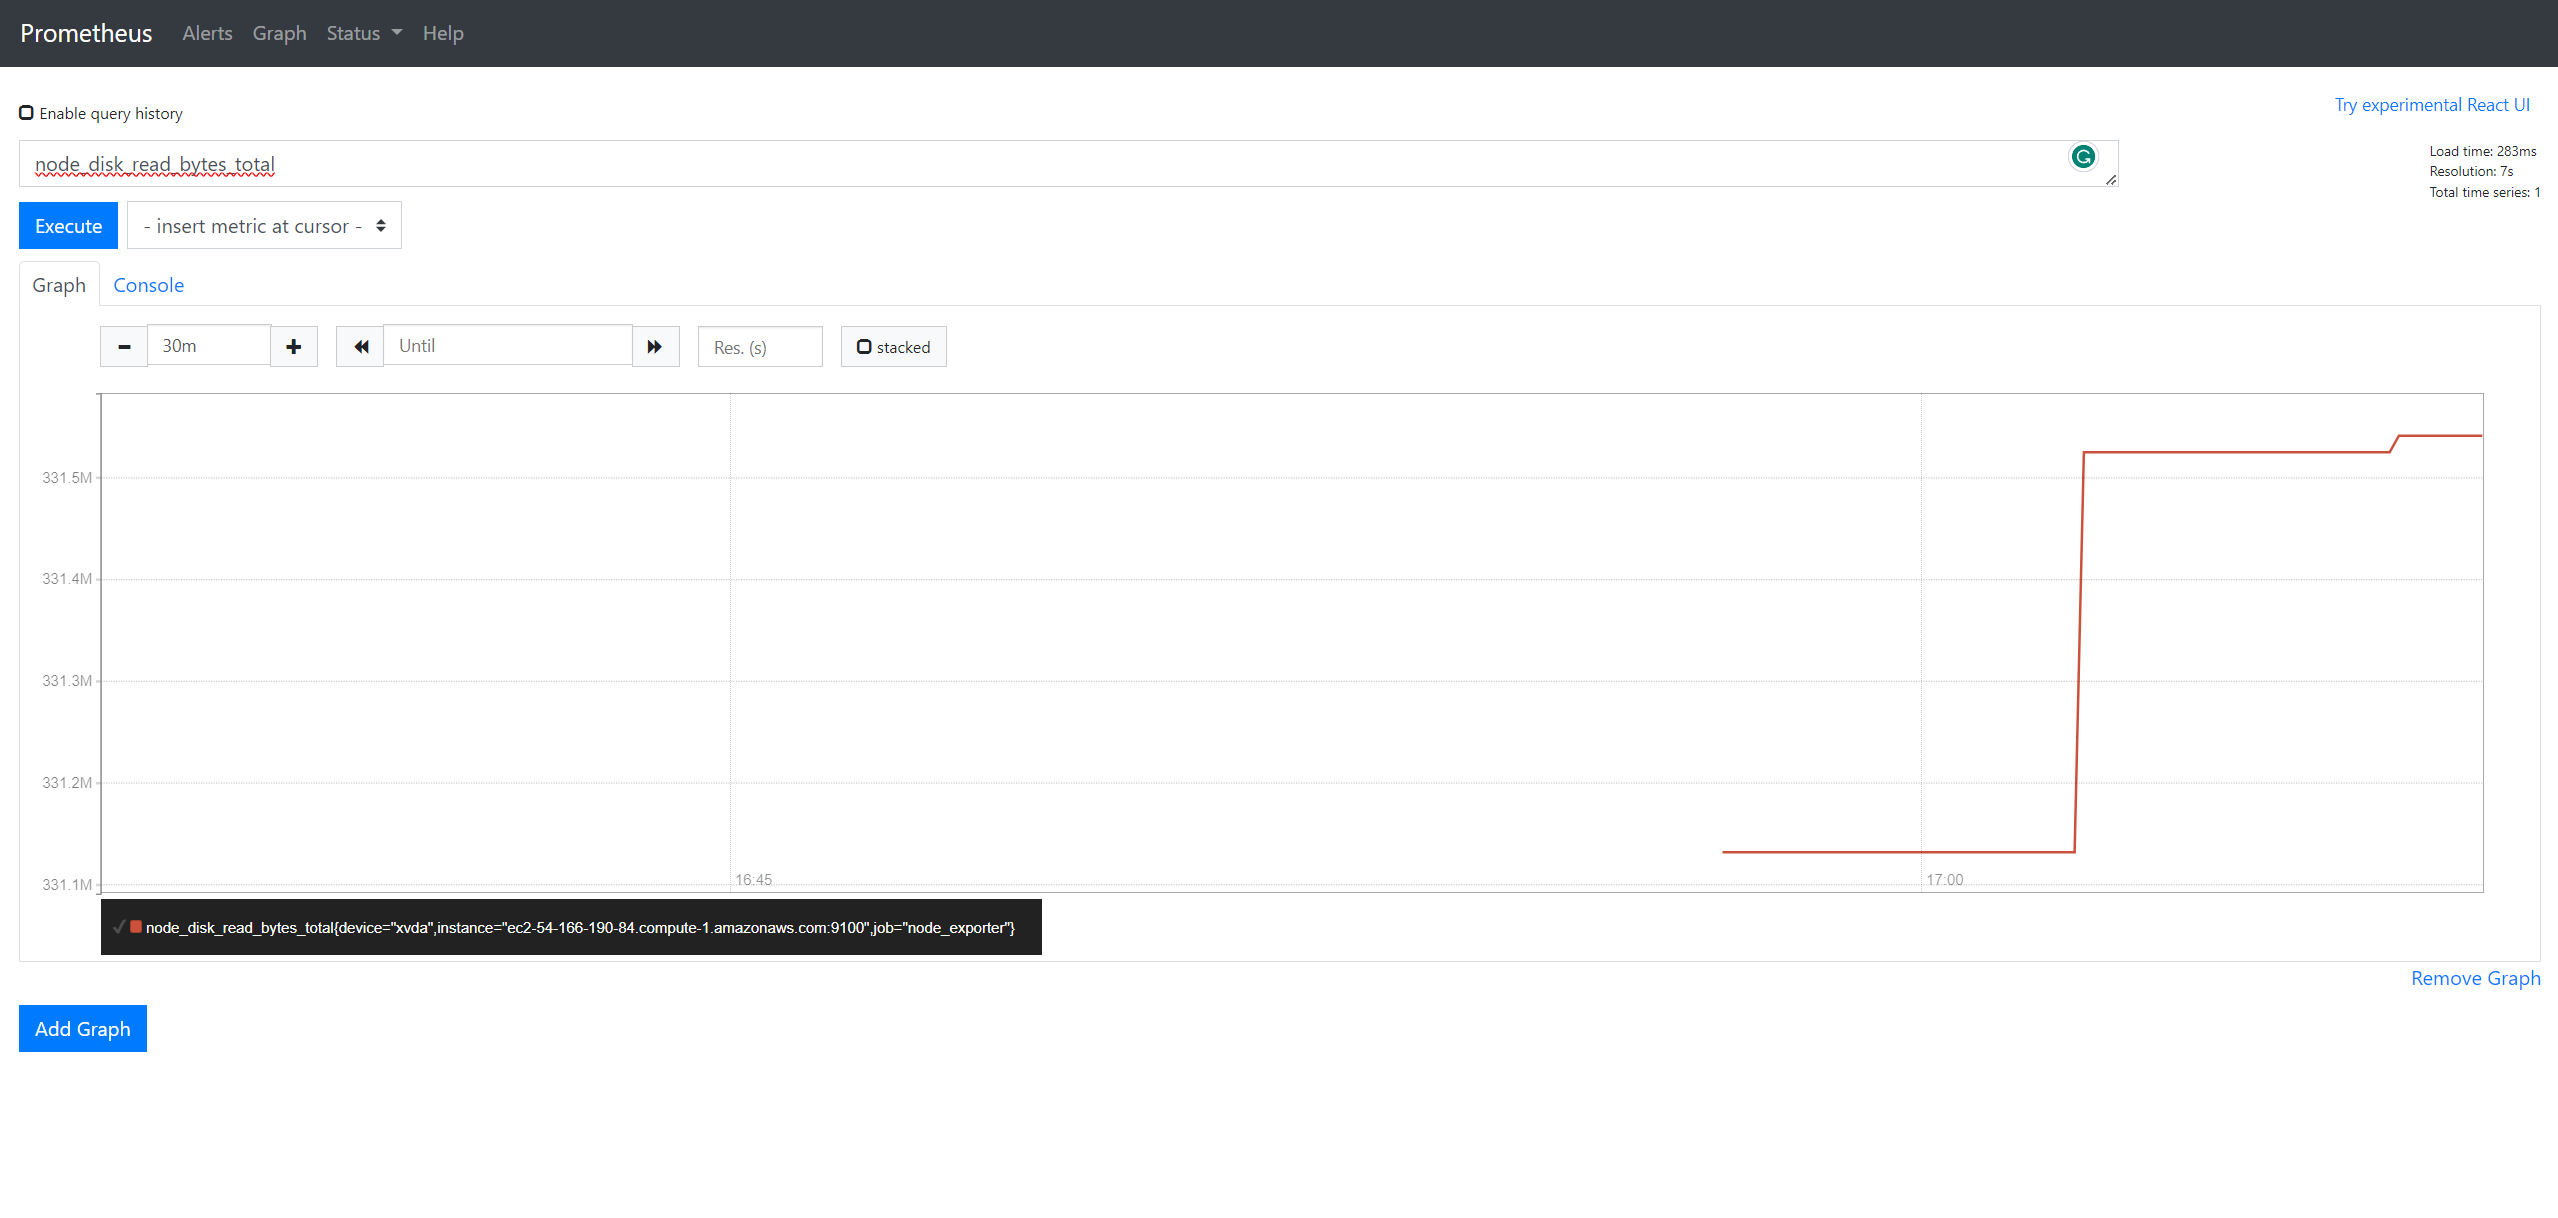 Prometheus Alerts Graph Status Help
Enable query history
Try experimental React UI
node_disk_read_bytes_total
Load time: 283ms
Resolution: 7s
Total time series: 1
Execute - insert metric at cursor -
Graph Console
30m Until Res. (s) stacked
331.5M
331.4M
331.3M
331.2M
331.1M
16:45 17:00
node_disk_read_bytes_total{device="xvda",instance="ec2-54-166-190-84.compute-1.amazonaws.com:9100",job="node_exporter"}
Remove Graph
Add Graph